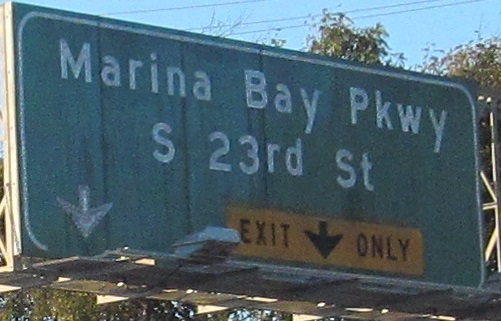 Marina Bay Pkwy
S 23rd St
EXIT ONLY